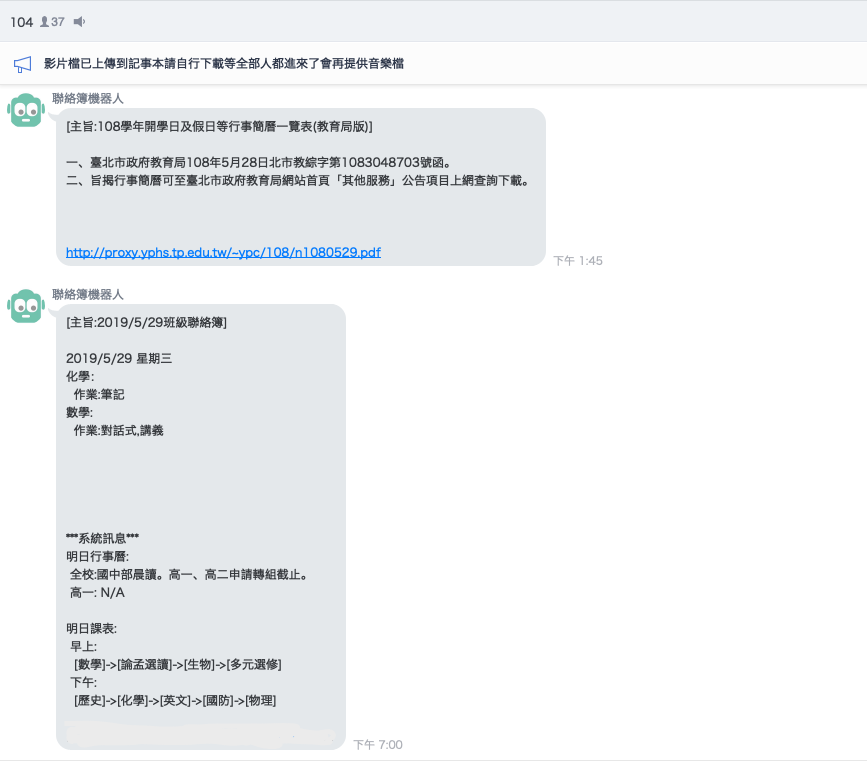 104 37
影片檔已上傳到記事本請自行下載等全部人都進來了會再提供音樂檔
聯絡簿機器人
[主旨:108學年開學日及假日等行事簡曆一覽表(教育局版)]
一、臺北市政府教育局108年5月28日北市教綜字第1083048703號函。
二、旨揭行事簡曆可至臺北市政府教育局網站首頁「其他服務」公告項目上網查詢下載。
http://proxy.yphs.tp.edu.tw/~ypc/108/n1080529.pdf
下午 1:45
聯絡簿機器人
[主旨:2019/5/29班級聯絡簿]
2019/5/29 星期三
化學:
作業:筆記
數學:
作業:對話式,講義
***系統訊息***
明日行事曆:
全校:國中部晨讀。高一、高二申請轉組截止。
高一: N/A
明日課表:
早上:
[數學]->[論孟選讀]->[生物]->[多元選修]
下午:
[歷史]->[化學]->[英文]->[國防]->[物理]
下午 7:00